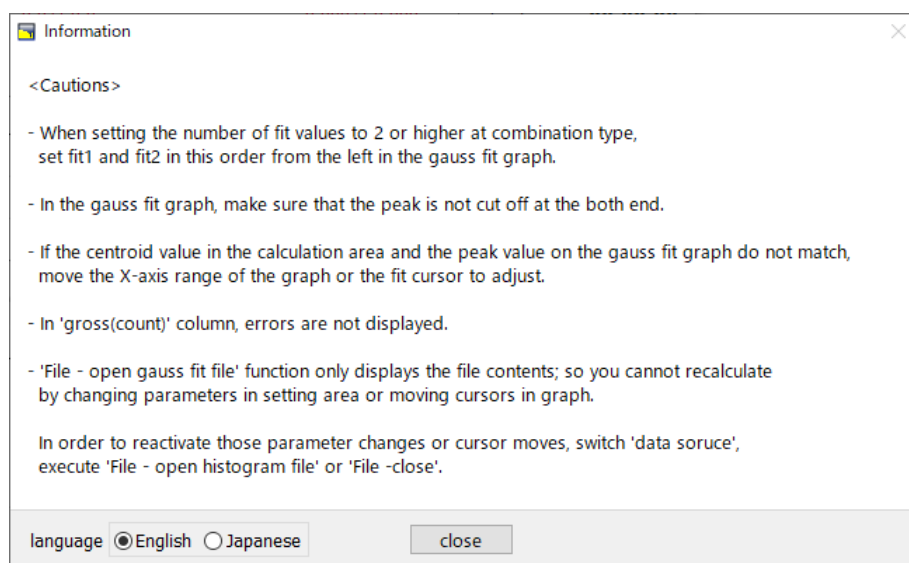 Information
<Cautions>
- When setting the number of fit values to 2 or higher at combination type,
set fit1 and fit2 in this order from the left in the gauss fit graph.
- In the gauss fit graph, make sure that the peak is not cut off at the both end.
- If the centroid value in the calculation area and the peak value on the gauss fit graph do not match,
move the X-axis range of the graph or the fit cursor to adjust.
- In 'gross(count)' column, errors are not displayed.
- 'File - open gauss fit file' function only displays the file contents; so you cannot recalculate
by changing parameters in setting area or moving cursors in graph.
In order to reactivate those parameter changes or cursor moves, switch 'data soruce',
execute 'File - open histogram file' or 'File -close'.
language English Japanese close